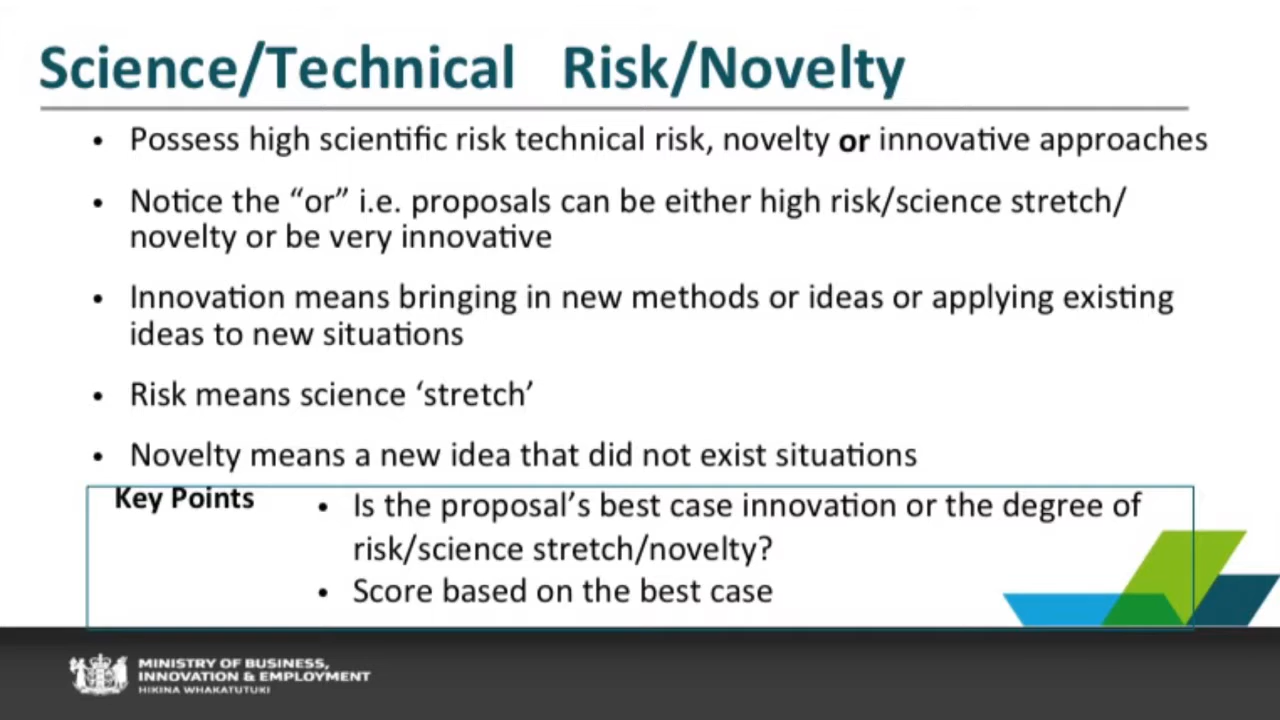 Science/Technical Risk/Novelty
• Possess high scientific risk technical risk, novelty or innovative approaches
• Notice the “or” i.e. proposals can be either high risk/science stretch/
novelty or be very innovative
• Innovation means bringing in new methods or ideas or applying existing
ideas to new situations
• Risk means science ‘stretch’
• Novelty means a new idea that did not exist situations
Key Points
• Is the proposal’s best case innovation or the degree of
risk/science stretch/novelty?
• Score based on the best case
MINISTRY OF BUSINESS,
INNOVATION & EMPLOYMENT
HIKINA WHAKATUTUKI